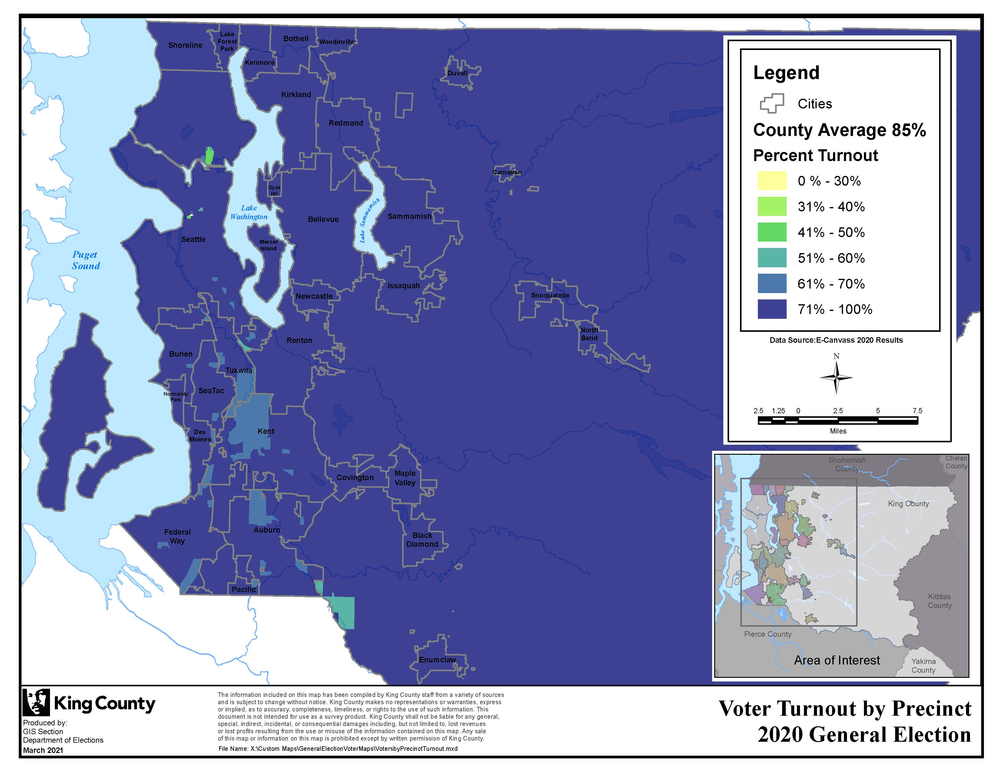 Shoreline
Lake
Forest
Park
Bothell
Woodinville
Kenmore
Duvall
Kirkland
Redmond
Carnation
Clyde
Hill
Lake
Washington
Lake Sammamish
Bellevue
Sammamish
Seattle
Mercer
Island
Puget
Sound
Issaquah
Newcastle
Snoqualmie
North
Bend
Renton
Burien
Tukwila
SeaTac
Normandy
Park
Kent
Des
Moines
Covington
Maple
Valley
Auburn
Federal
Way
Black
Diamond
Pacific
Enumclaw
Legend
Cities
County Average 85%
Percent Turnout
0 % - 30%
31% - 40%
41% - 50%
51% - 60%
61% - 70%
71% - 100%
Data Source:E-Canvass 2020 Results
N
2.5 1.25 0 2.5 5 7.5
Miles
Snohomish
County
Chelan
County
King County
Kittitas
County
Pierce County
Area of Interest
Yakima
County
King County
Produced by:
GIS Section
Department of Elections
March 2021
The information included on this map has been compiled by King County staff from a variety of sources
and is subject to change without notice. King County makes no representations or warranties, express
or implied, as to accuracy, completeness, timeliness, or rights to the use of such information. This
document is not intended for use as a survey product. King County shall not be liable for any general,
special, indirect, incidental, or consequential damages including, but not limited to, lost revenues
or lost profits resulting from the use or misuse of the information contained on this map. Any sale
of this map or information on this map is prohibited except by written permission of King County.
File Name: X:\Custom Maps\GeneralElectionVoterMaps\VotersbyPrecinctTurnout.mxd
Voter Turnout by Precinct
2020 General Election